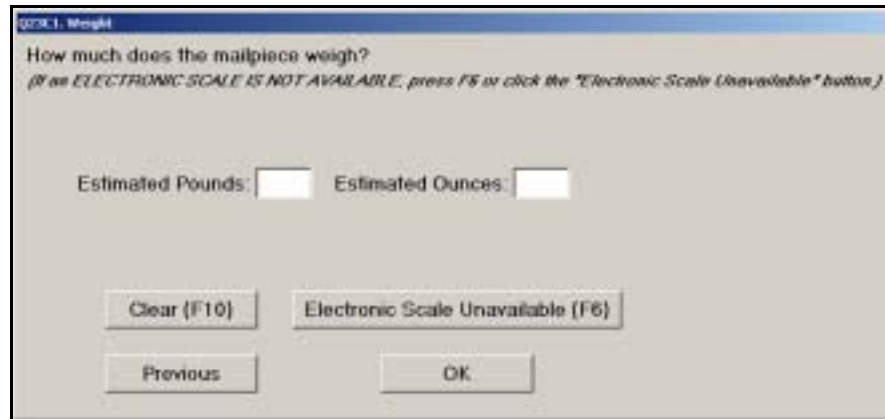 Q23C1. Weight
How much does the mailpiece weigh?
(If an ELECTRONIC SCALE IS NOT AVAILABLE, press F6 or click the "Electronic Scale Unavailable" button.)
Estimated Pounds: Estimated Ounces:
Clear (F10) Electronic Scale Unavailable (F6)
Previous OK